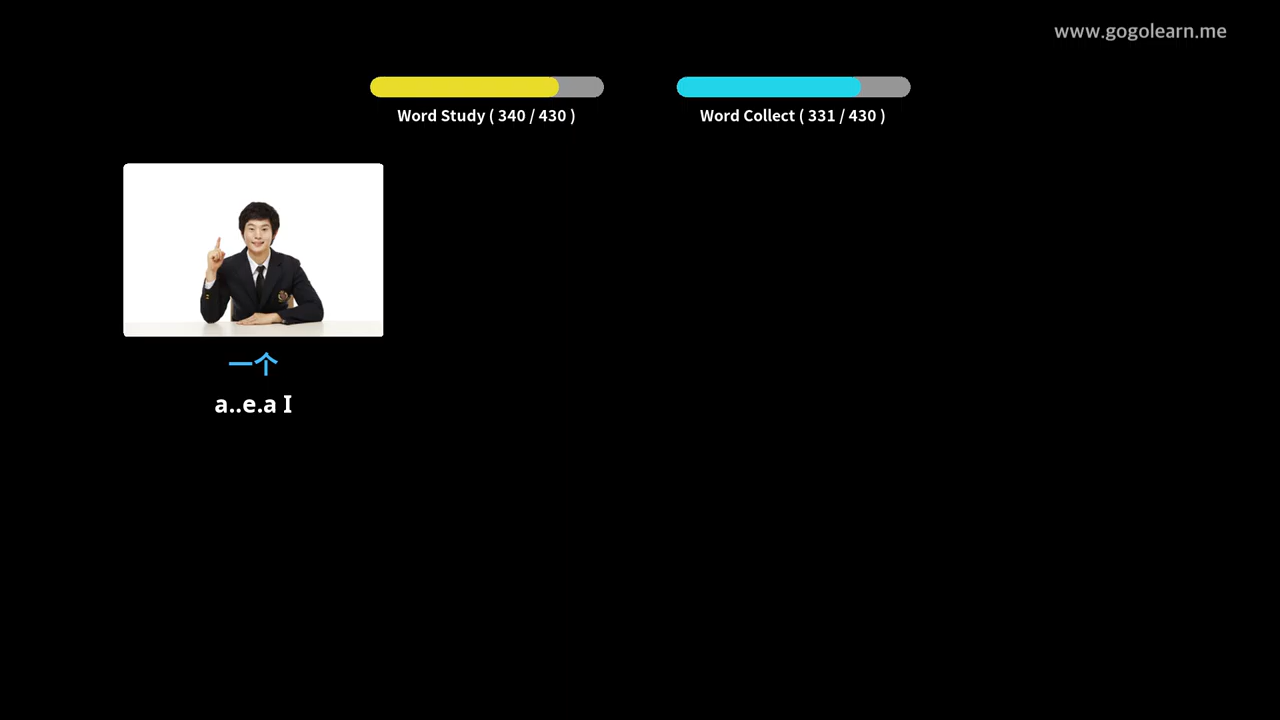 www.gogolearn.me
Word Study ( 340 / 430 )
Word Collect ( 331 / 430 )
一个
a..e.a I